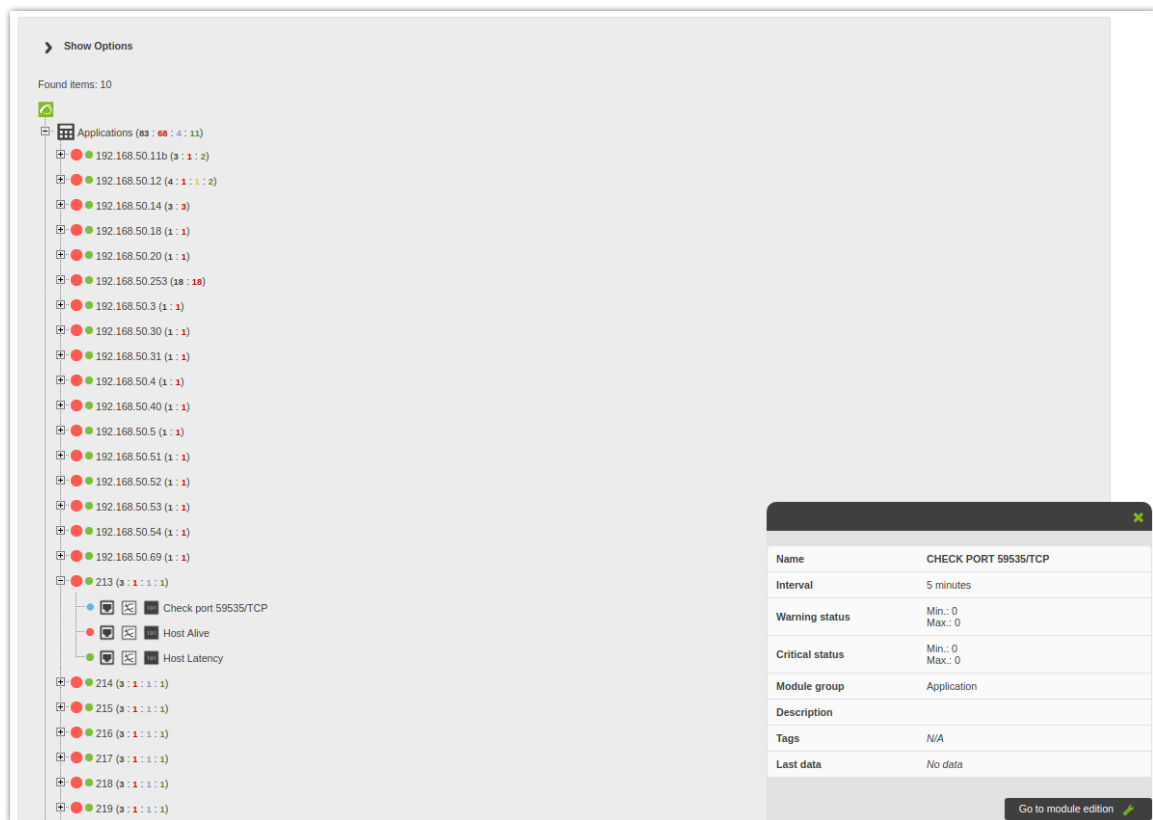 Show Options
Found items: 10
Applications (83 : 68 : 4 : 11)
192.168.50.11b (3 : 1 : 2)
192.168.50.12 (4 : 1 : 1 : 2)
192.168.50.14 (3 : 3)
192.168.50.18 (1 : 1)
192.168.50.20 (1 : 1)
192.168.50.253 (18 : 18)
192.168.50.3 (1 : 1)
192.168.50.30 (1 : 1)
192.168.50.31 (1 : 1)
192.168.50.4 (1 : 1)
192.168.50.40 (1 : 1)
192.168.50.5 (1 : 1)
192.168.50.51 (1 : 1)
192.168.50.52 (1 : 1)
192.168.50.53 (1 : 1)
192.168.50.54 (1 : 1)
192.168.50.69 (1 : 1)
213 (3 : 1 : 1 : 1)
Check port 59535/TCP
Host Alive
Host Latency
214 (3 : 1 : 1 : 1)
215 (3 : 1 : 1 : 1)
216 (3 : 1 : 1 : 1)
217 (3 : 1 : 1 : 1)
218 (3 : 1 : 1 : 1)
219 (3 : 1 : 1 : 1)
Name CHECK PORT 59535/TCP
Interval 5 minutes
Warning status Min.: 0
Max.: 0
Critical status Min.: 0
Max.: 0
Module group Application
Description
Tags N/A
Last data No data
Go to module edition